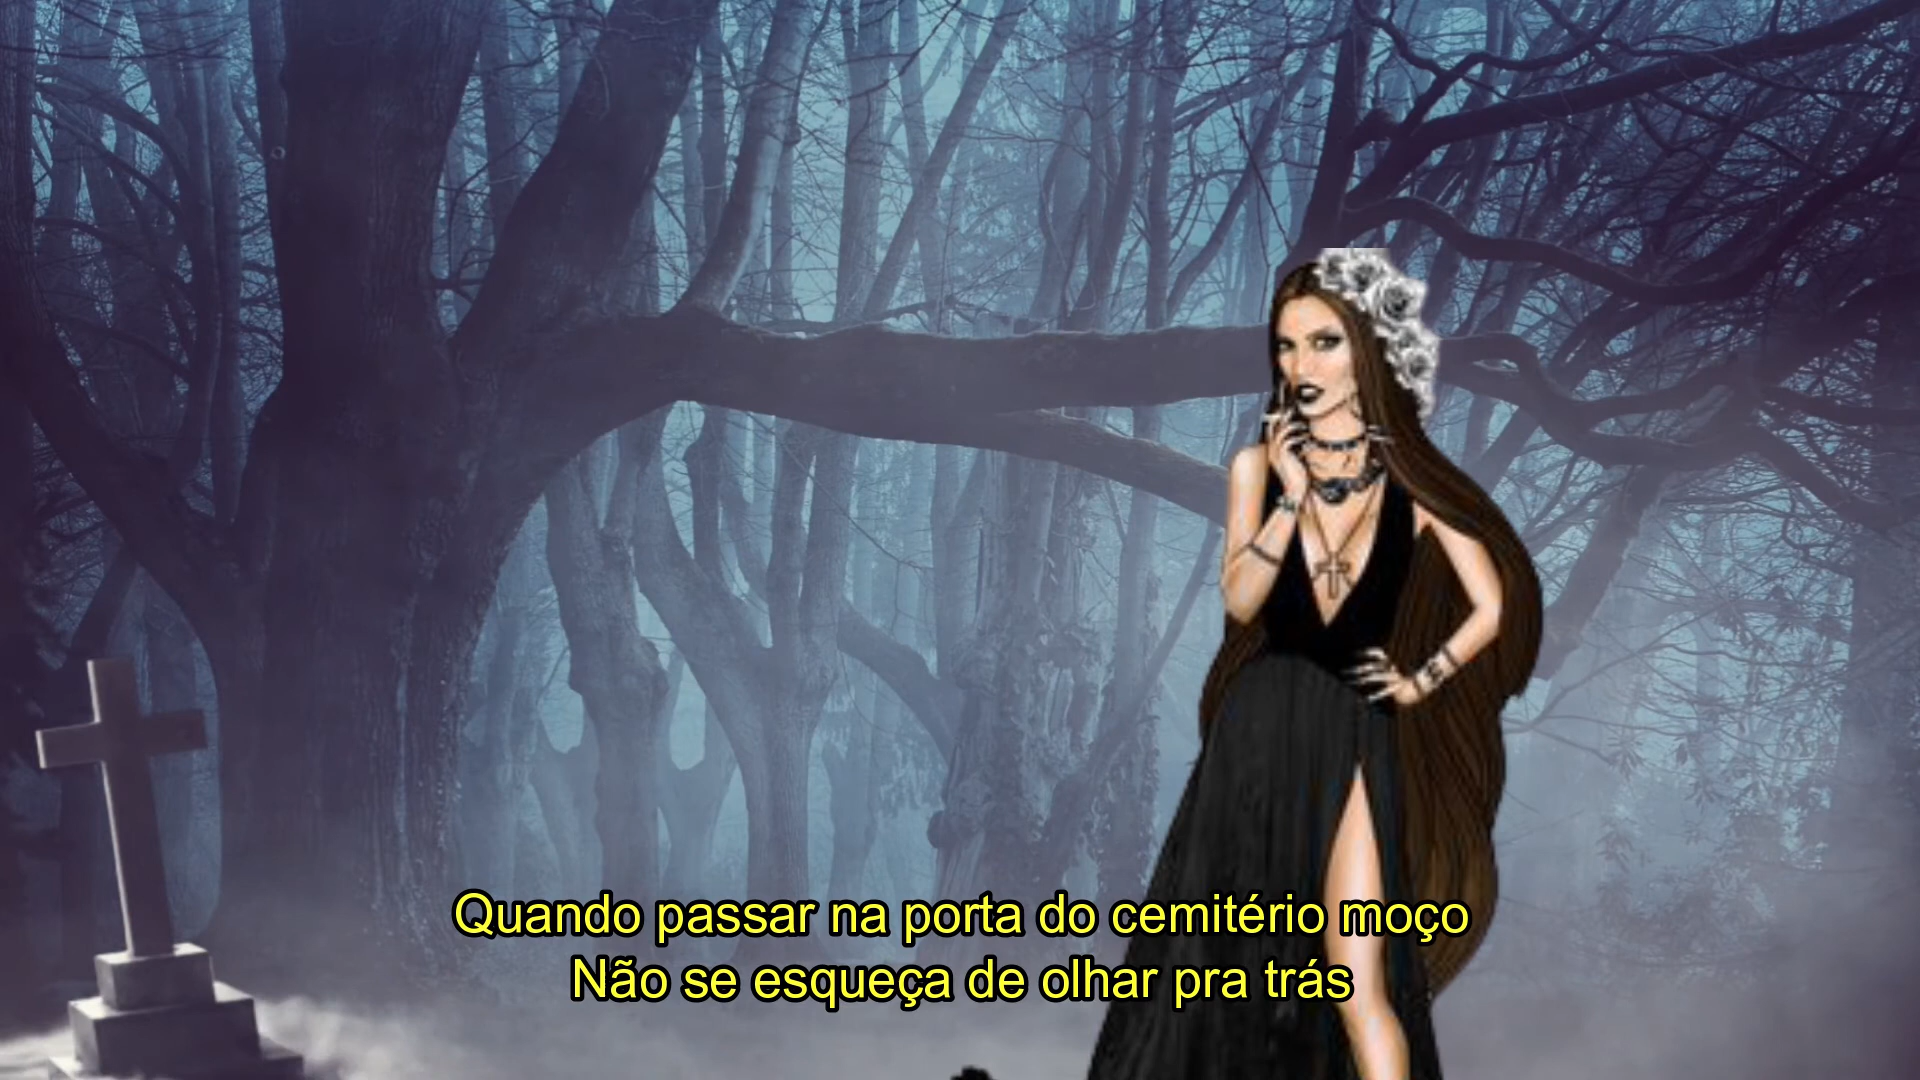 Quando passar na porta do cemitério moço
Não se esqueça de olhar pra trás